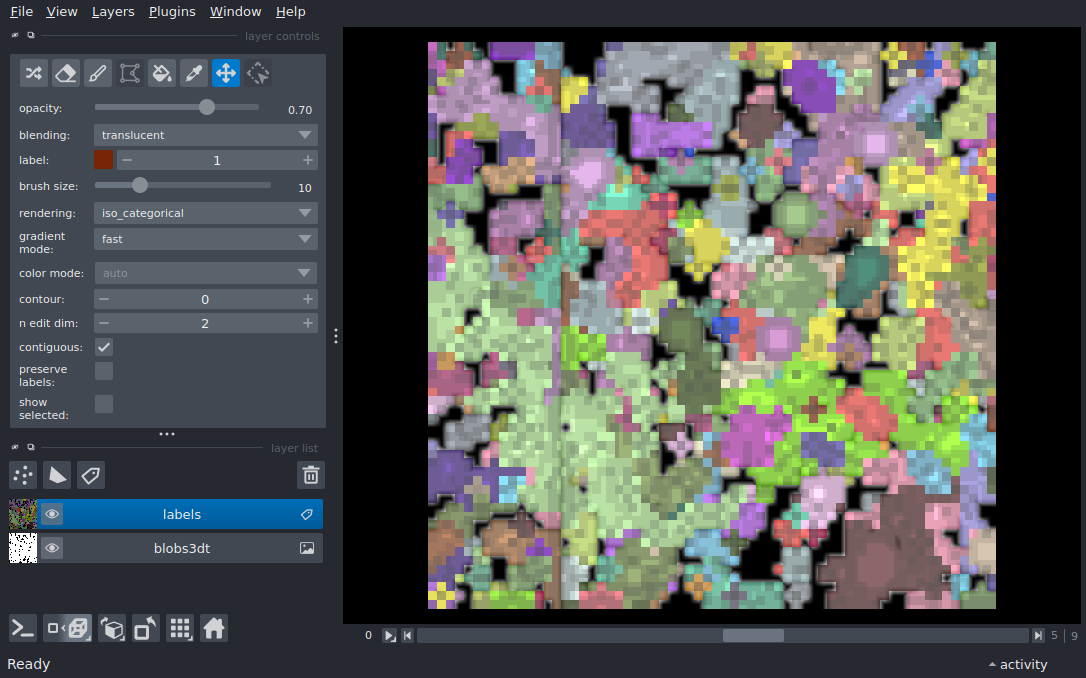 File View Layers Plugins Window Help
layer controls
opacity: 0.70
blending: translucent
label: 1
brush size: 10
rendering: iso_categorical
gradient
mode: fast
color mode: auto
contour: 0
n edit dim: 2
contiguous:
preserve
labels:
show
selected:
layer list
labels
blobs3dt
0 5 9
Ready activity